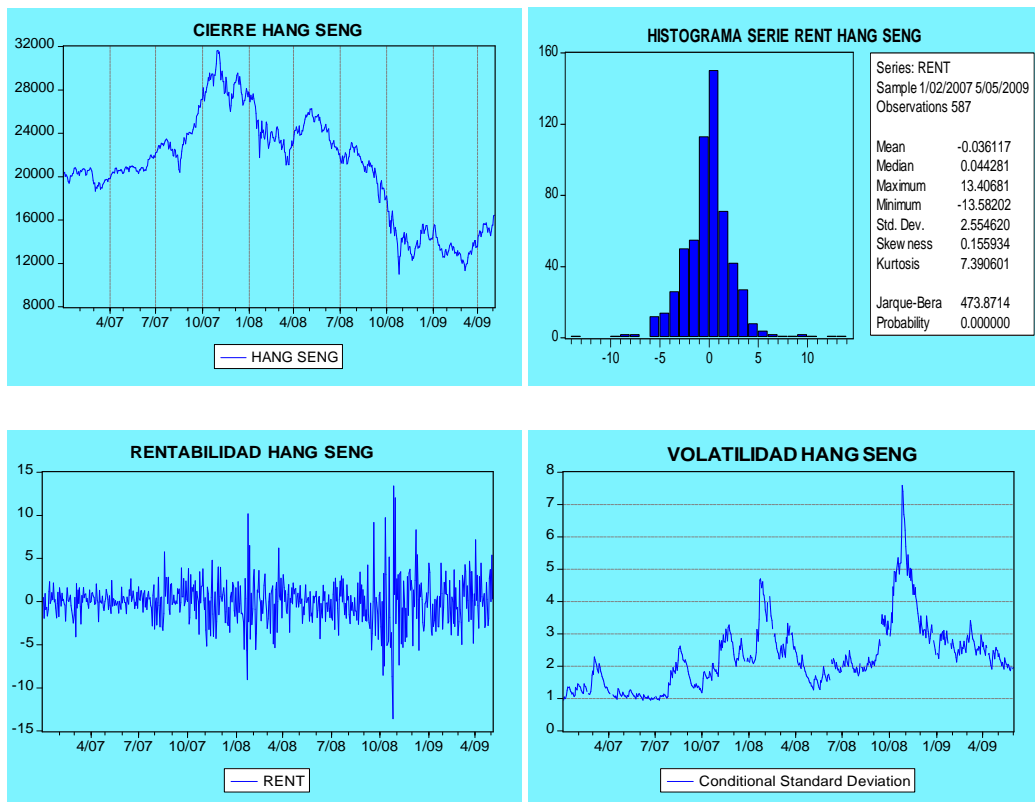 CIERRE HANG SENG
32000
28000
24000
20000
16000
12000
8000
4/07 7/07 10/07 1/08 4/08 7/08 10/08 1/09 4/09
HANG SENG
HISTOGRAMA SERIE RENT HANG SENG
160
120
80
40
0
-10 -5 0 5 10
Series: RENT
Sample 1/02/2007 5/05/2009
Observations 587
Mean -0.036117
Median 0.044281
Maximum 13.40681
Minimum -13.58202
Std. Dev. 2.554620
Skewness 0.155934
Kurtosis 7.390601
Jarque-Bera 473.8714
Probability 0.000000
RENTABILIDAD HANG SENG
15
10
5
0
-5
-10
-15
4/07 7/07 10/07 1/08 4/08 7/08 10/08 1/09 4/09
RENT
VOLATILIDAD HANG SENG
8
7
6
5
4
3
2
1
0
4/07 7/07 10/07 1/08 4/08 7/08 10/08 1/09 4/09
Conditional Standard Deviation